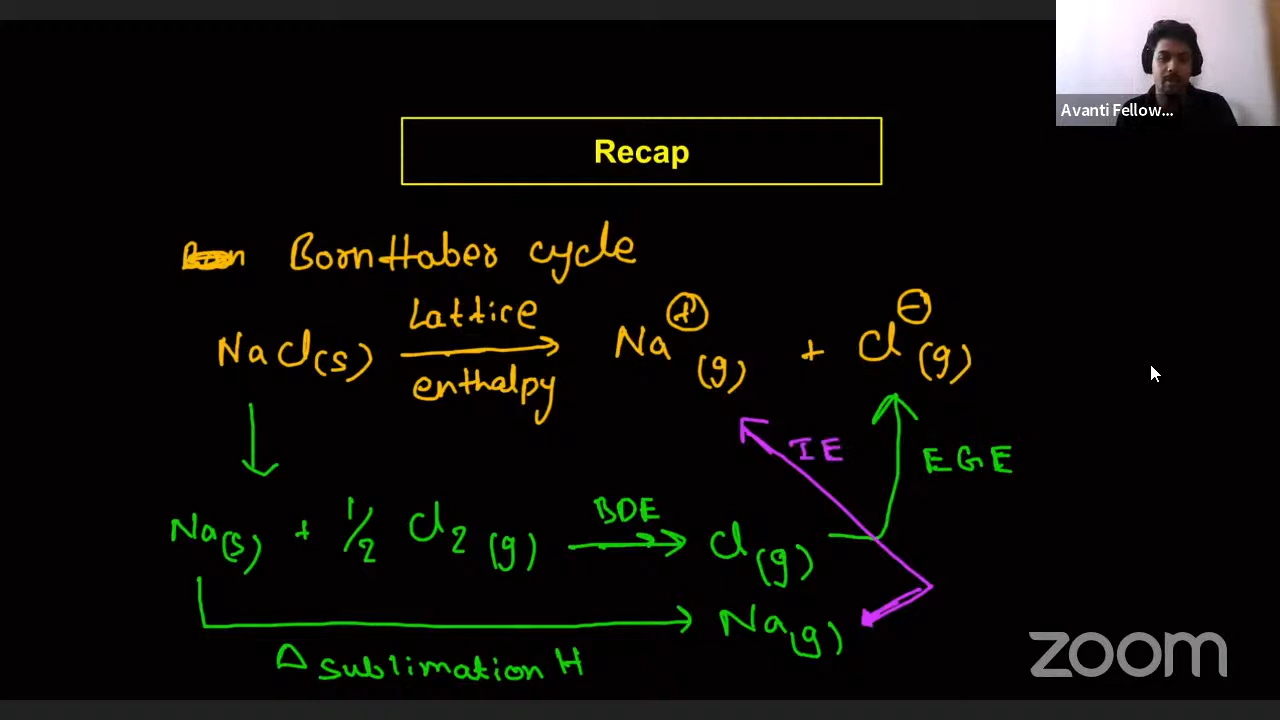 Avanti Fellow...
Recap
Born Haber cycle
Lattice
NaCl(s) → Na⊕(g) + Cl⊖(g)
enthalpy
IE
EGE
BDE
Na(s) + 1/2 Cl2 (g) → Cl(g)
Na(g)
Δ sublimation H
zoom